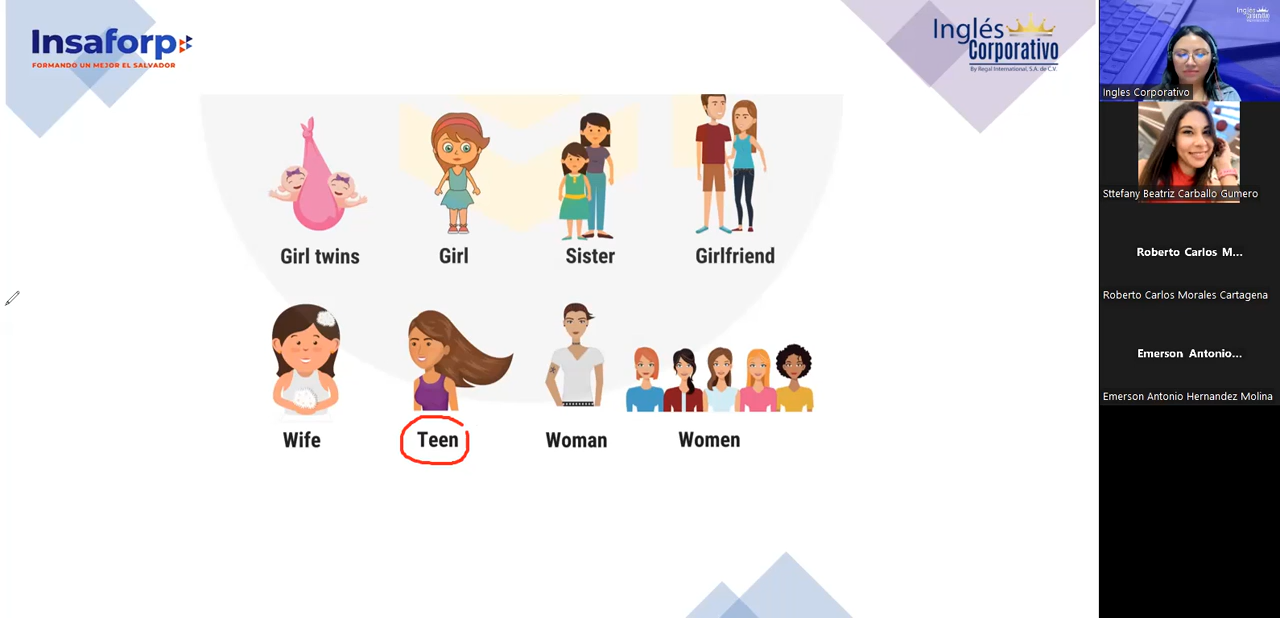 Insaforp
FORMANDO UN MEJOR EL SALVADOR
Inglés
Corporativo
By Regal International, S.A. de C.V.
Girl twins
Girl
Sister
Girlfriend
Wife
Teen
Woman
Women
Inglés
Corporativo
Ingles Corporativo
Sttefany Beatriz Carballo Gumero
Roberto Carlos M...
Roberto Carlos Morales Cartagena
Emerson Antonio...
Emerson Antonio Hernandez Molina